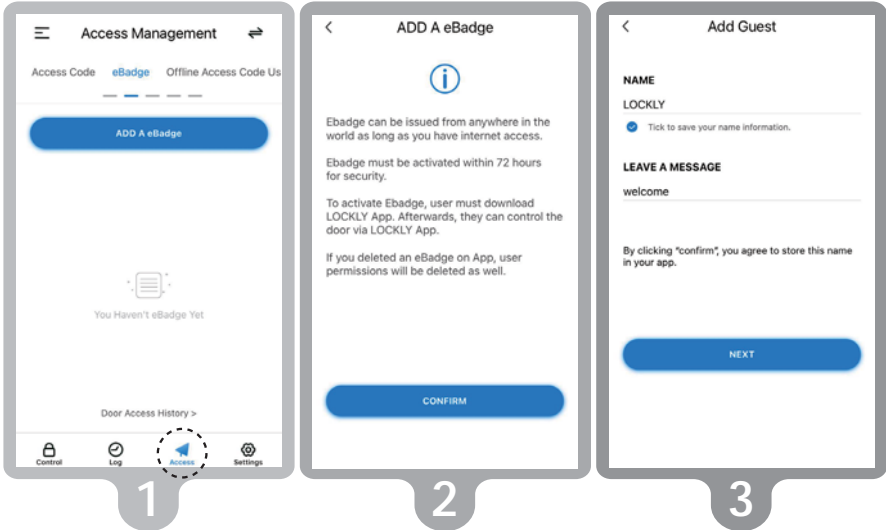 Access Management
Access Code eBadge Offline Access Code Us
ADD A eBadge
You Haven't eBadge Yet
Door Access History >
Control Log Access Settings
1
ADD A eBadge
Ebadge can be issued from anywhere in the
world as long as you have internet access.
Ebadge must be activated within 72 hours
for security.
To activate Ebadge, user must download
LOCKLY App. Afterwards, they can control the
door via LOCKLY App.
If you deleted an eBadge on App, user
permissions will be deleted as well.
CONFIRM
2
Add Guest
NAME
LOCKLY
Tick to save your name information.
LEAVE A MESSAGE
welcome
By clicking “confirm”, you agree to store this name
in your app.
NEXT
3